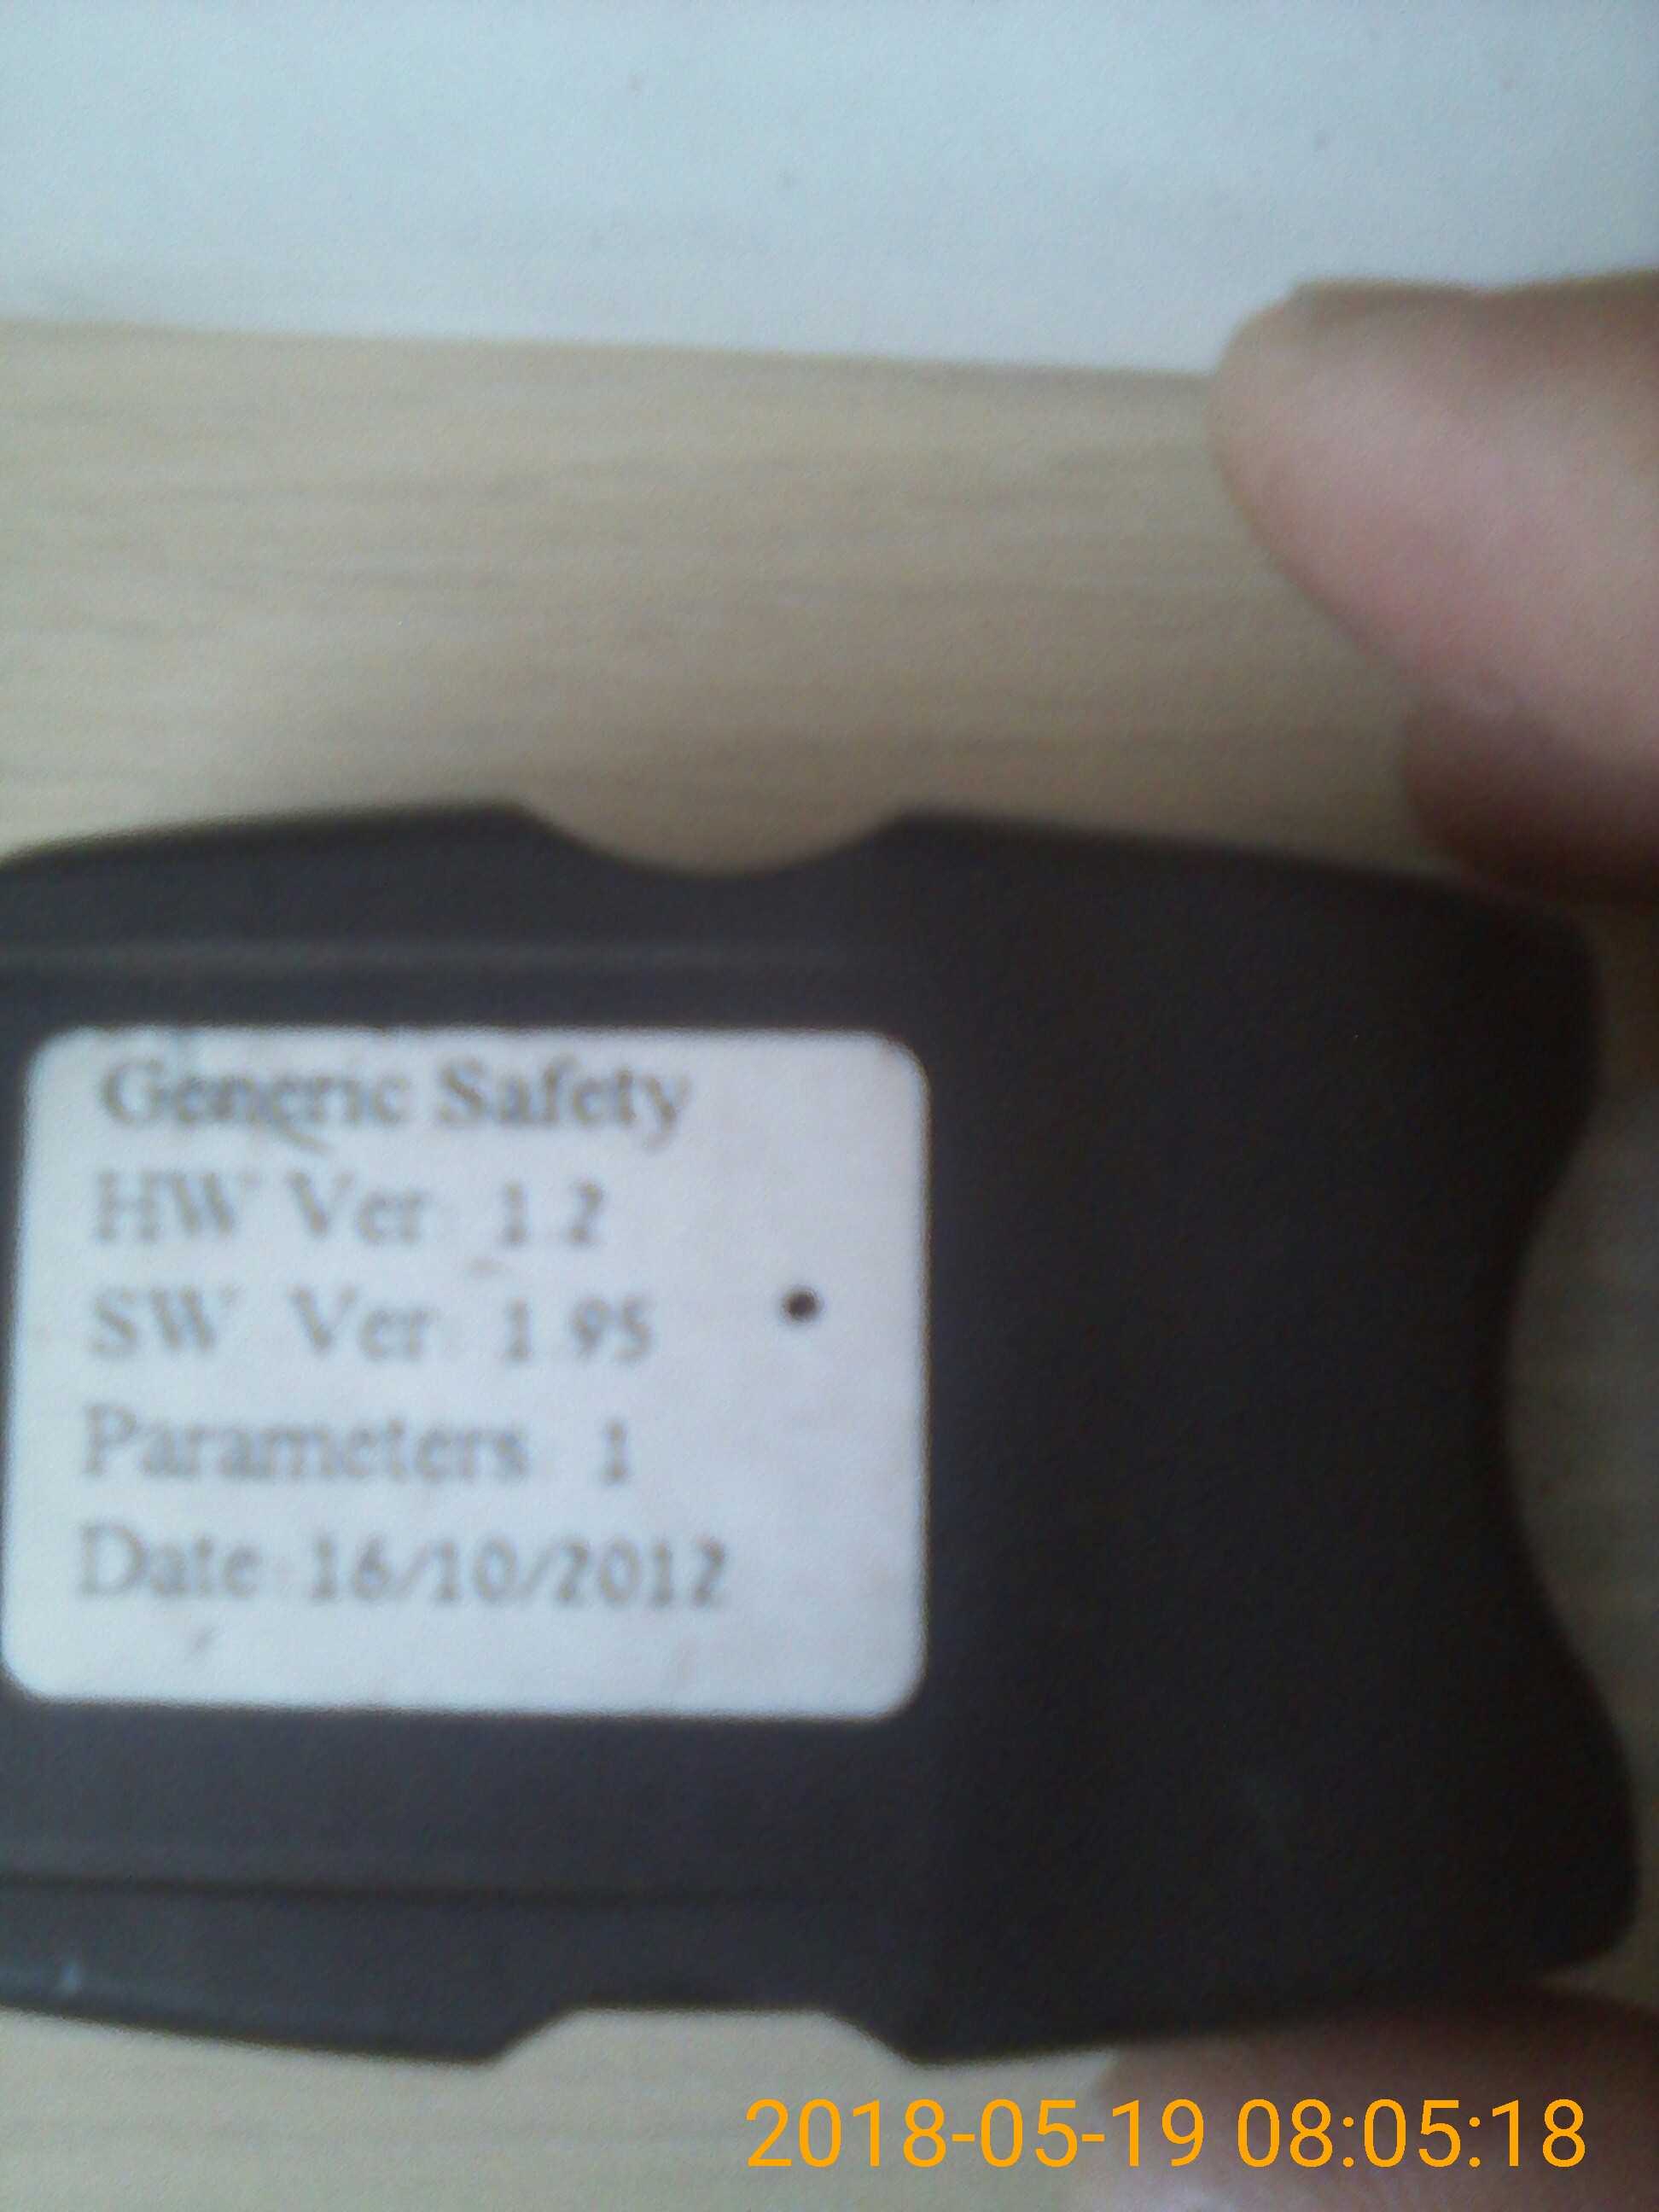 Generic Safety
HW Ver 1.2
SW Ver 1.95
Parameters 1
Date 16/10/2012
2018-05-19 08:05:18